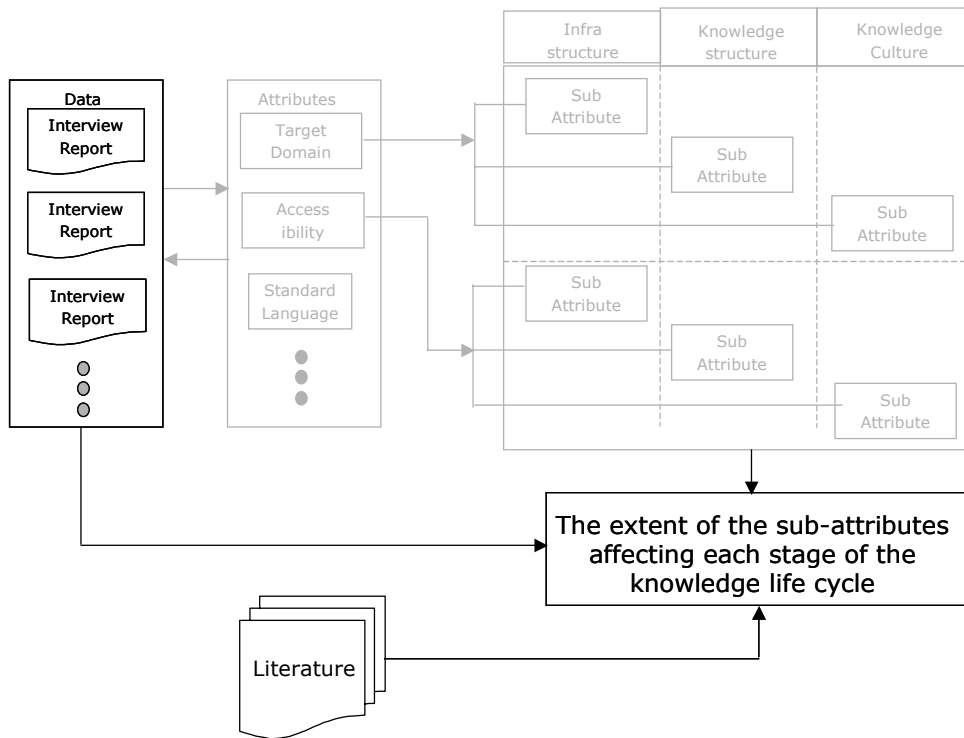 Infra
structure
Knowledge
structure
Knowledge
Culture
Data
Interview
Report
Interview
Report
Interview
Report
Attributes
Target
Domain
Access
ibility
Standard
Language
Sub
Attribute
Sub
Attribute
Sub
Attribute
Sub
Attribute
Sub
Attribute
Sub
Attribute
The extent of the sub-attributes
affecting each stage of the
knowledge life cycle
Literature